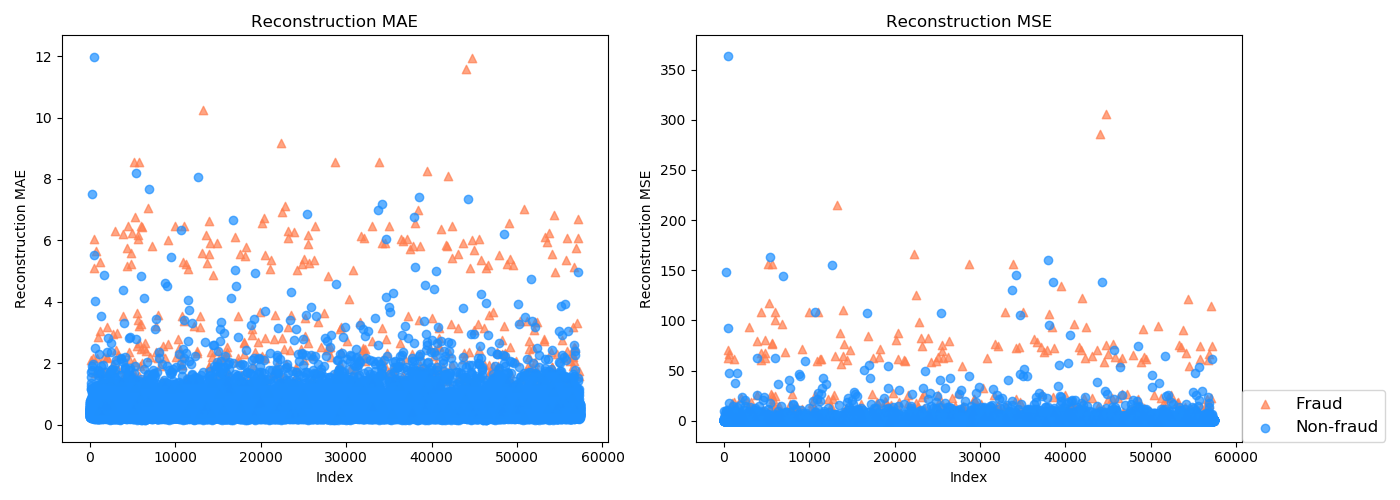 Reconstruction MAE
Reconstruction MAE
12
10
8
6
4
2
0
0 10000 20000 30000 40000 50000 60000
Index
Reconstruction MSE
Reconstruction MSE
350
300
250
200
150
100
50
0
0 10000 20000 30000 40000 50000 60000
Index
Fraud
Non-fraud